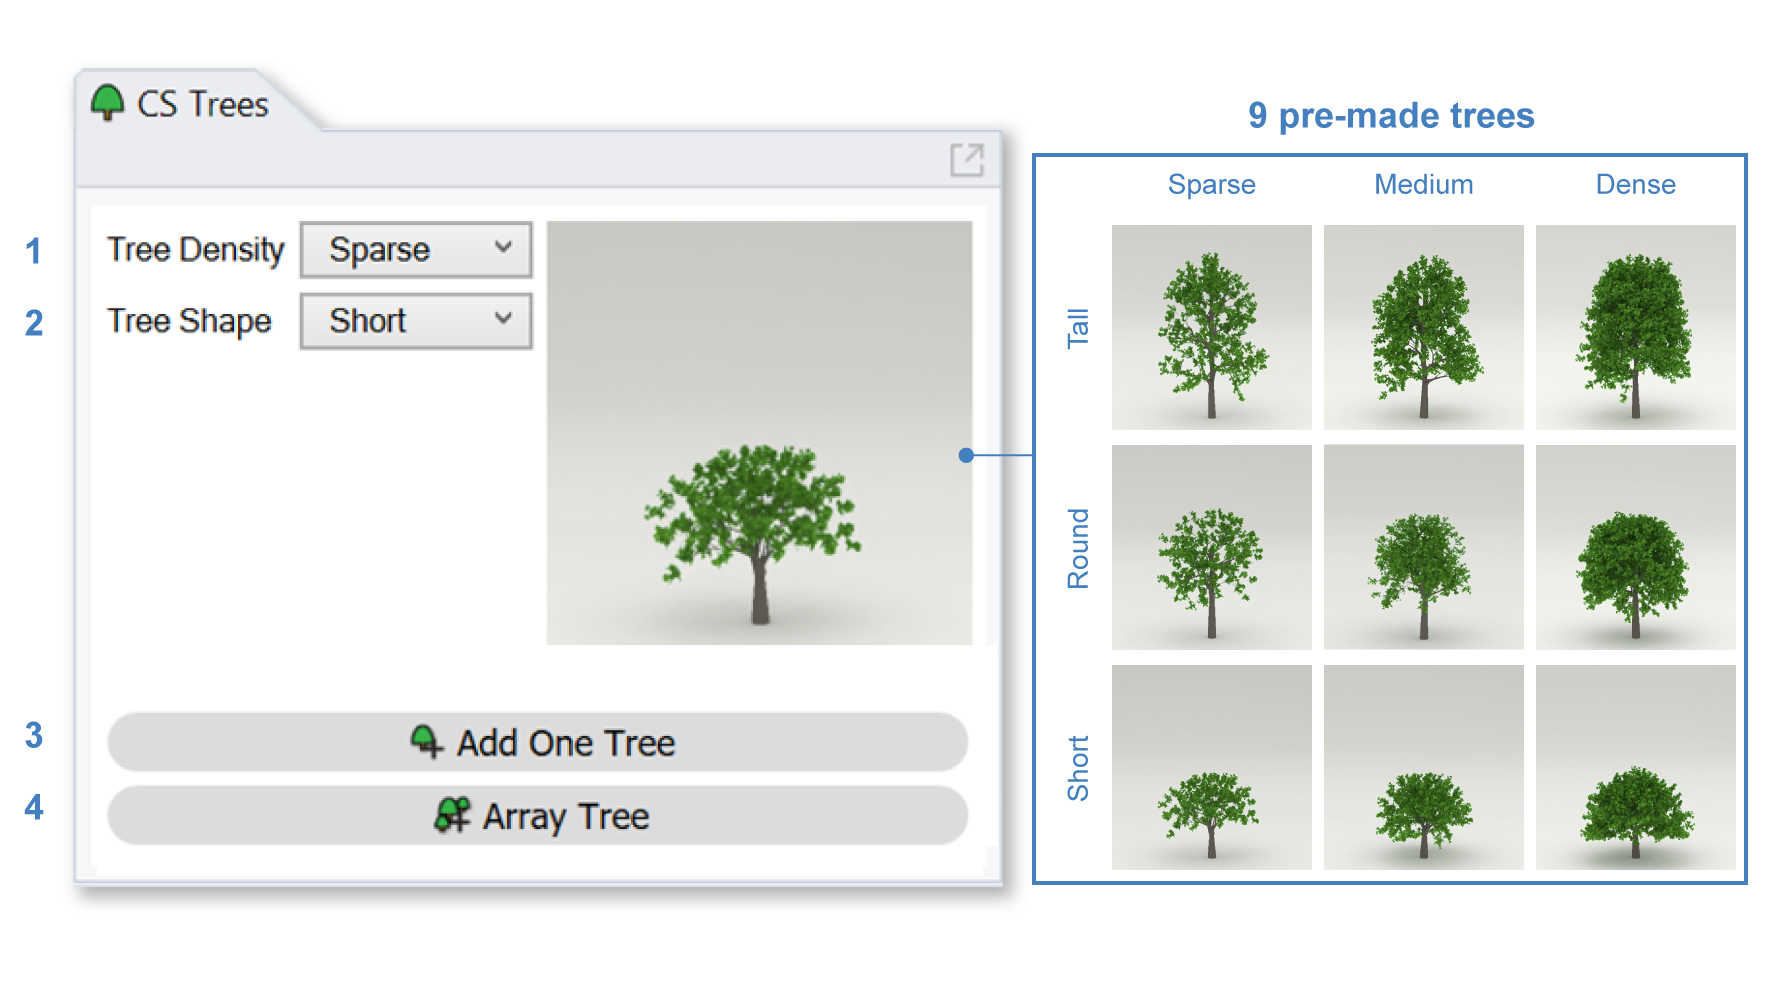 CS Trees
1
Tree Density
Sparse
2
Tree Shape
Short
3
Add One Tree
4
Array Tree
9 pre-made trees
Sparse
Medium
Dense
Tall
Round
Short